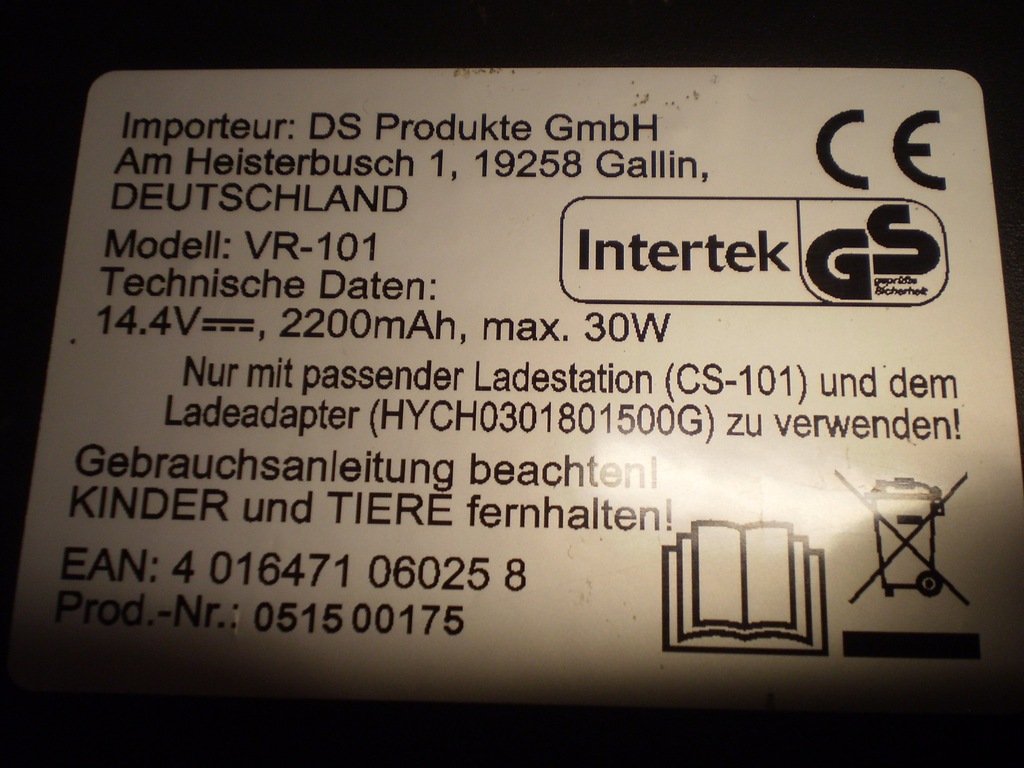 Importeur: DS Produkte GmbH
Am Heisterbusch 1, 19258 Gallin,
DEUTSCHLAND
CE
Modell: VR-101
Intertek
GS
geprüfte
Sicherheit
Technische Daten:
14.4V⎓, 2200mAh, max. 30W
Nur mit passender Ladestation (CS-101) und dem
Ladeadapter (HYCH0301801500G) zu verwenden!
Gebrauchsanleitung beachten!
KINDER und TIERE fernhalten!
EAN: 4 016471 06025 8
Prod.-Nr.: 0515 00175